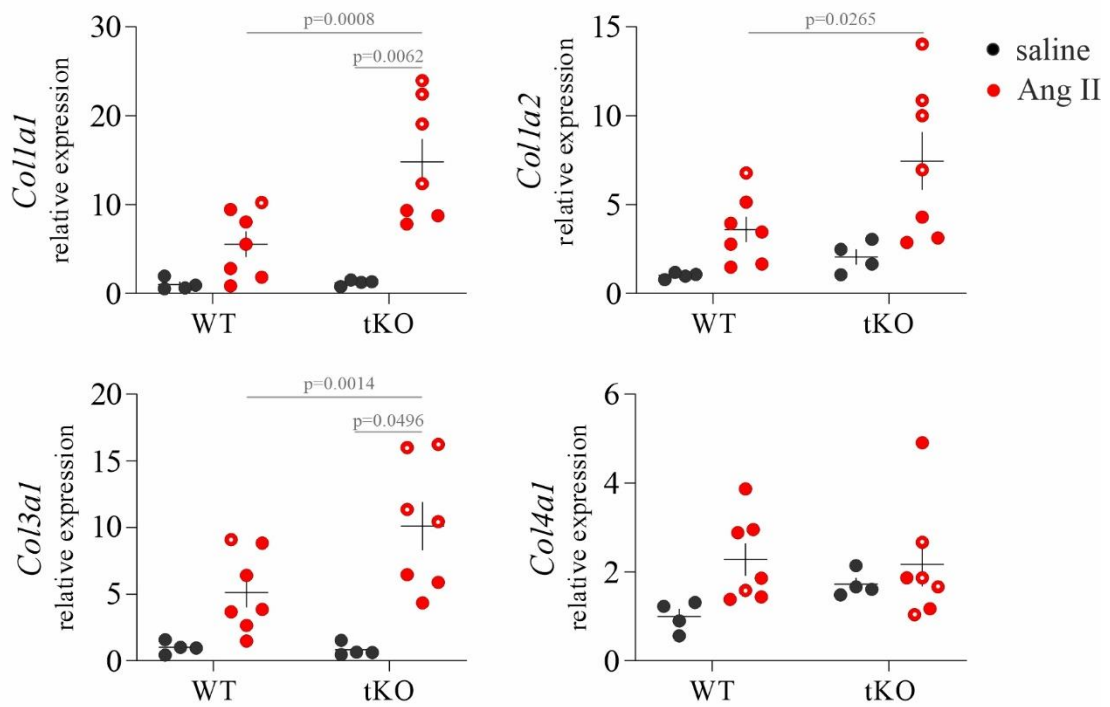 p=0.0008
p=0.0062
30
20
10
0
Col1a1
relative expression
WT
tKO
p=0.0265
15
10
5
0
Col1a2
relative expression
WT
tKO
saline
Ang II
p=0.0014
p=0.0496
20
15
10
5
0
Col3a1
relative expression
WT
tKO
6
4
2
0
Col4a1
relative expression
WT
tKO